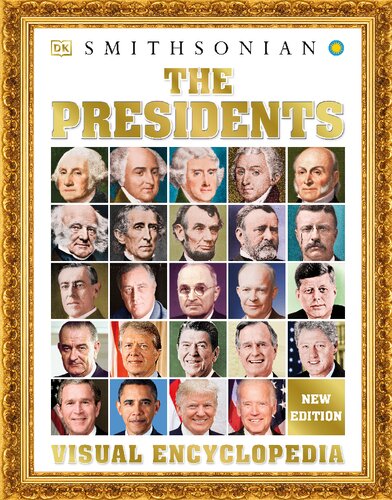 DK SMITHSONIAN
THE
PRESIDENTS
NEW
EDITION
VISUAL ENCYCLOPEDIA